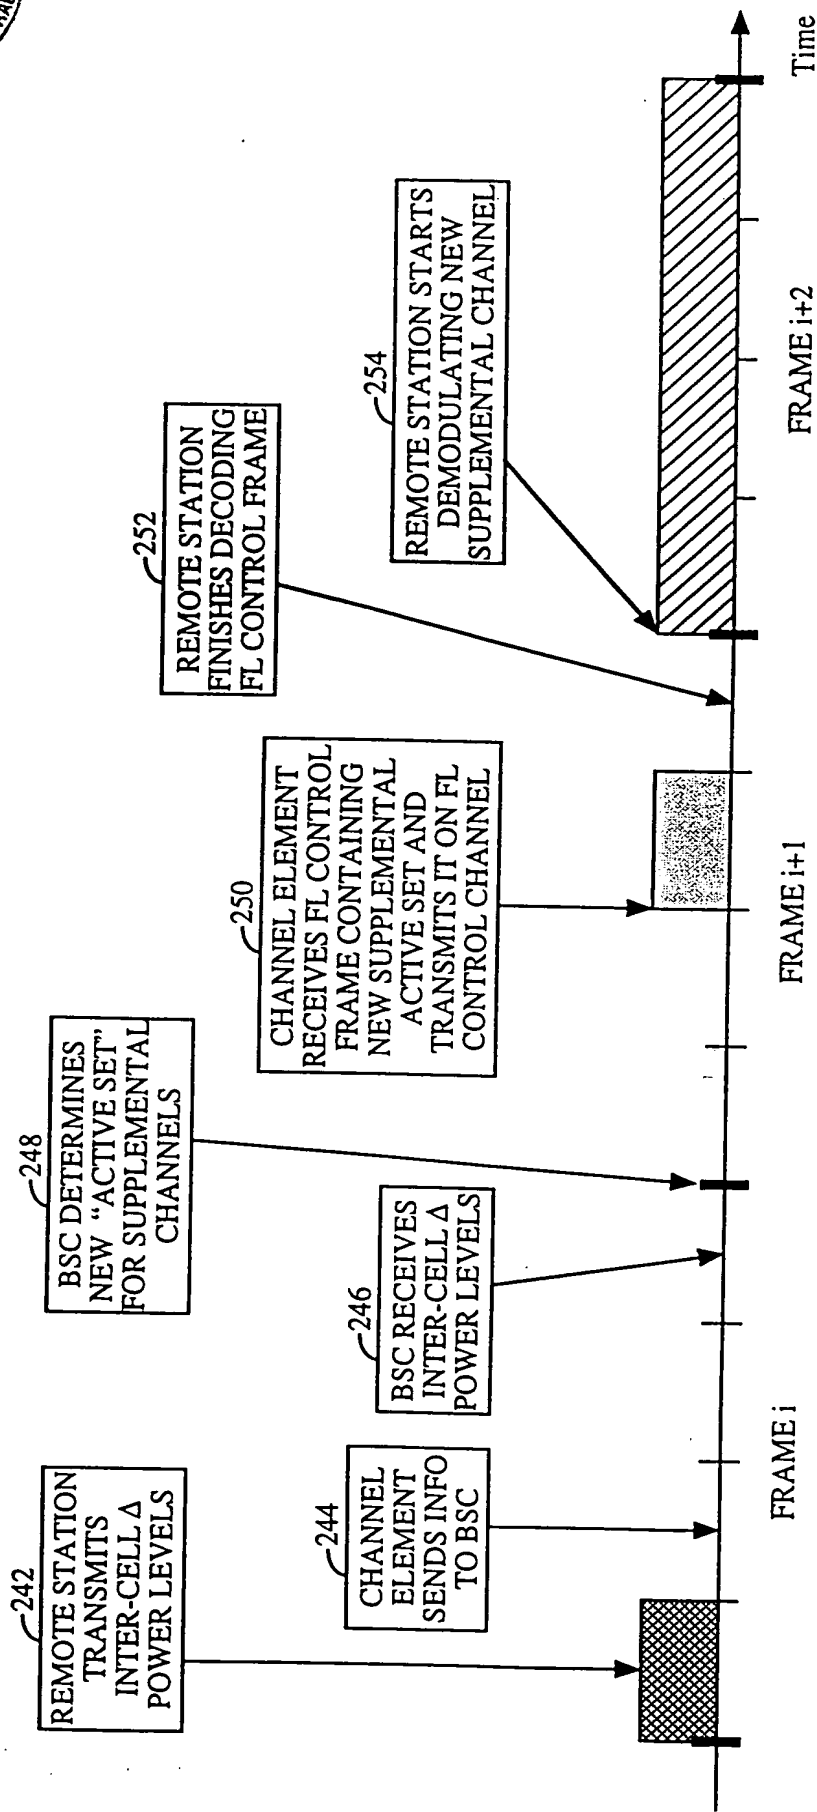 242
REMOTE STATION
TRANSMITS
INTER-CELL Δ
POWER LEVELS
244
CHANNEL
ELEMENT
SENDS INFO
TO BSC
246
BSC RECEIVES
INTER-CELL Δ
POWER LEVELS
248
BSC DETERMINES
NEW “ACTIVE SET”
FOR SUPPLEMENTAL
CHANNELS
250
CHANNEL ELEMENT
RECEIVES FL CONTROL
FRAME CONTAINING
NEW SUPPLEMENTAL
ACTIVE SET AND
TRANSMITS IT ON FL
CONTROL CHANNEL
252
REMOTE STATION
FINISHES DECODING
FL CONTROL FRAME
254
REMOTE STATION STARTS
DEMODULATING NEW
SUPPLEMENTAL CHANNEL
FRAME i
FRAME i+1
FRAME i+2
Time